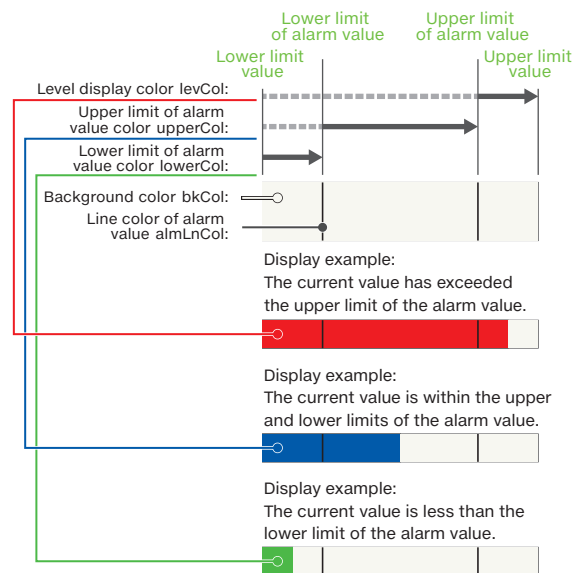 Lower limit
of alarm value
Upper limit
of alarm value
Lower limit
value
Upper limit
value
Level display color levCol:
Upper limit of alarm
value color upperCol:
Lower limit of alarm
value color lowerCol:
Background color bkCol:
Line color of alarm
value almLnCol:
Display example:
The current value has exceeded
the upper limit of the alarm value.
Display example:
The current value is within the upper
and lower limits of the alarm value.
Display example:
The current value is less than the
lower limit of the alarm value.